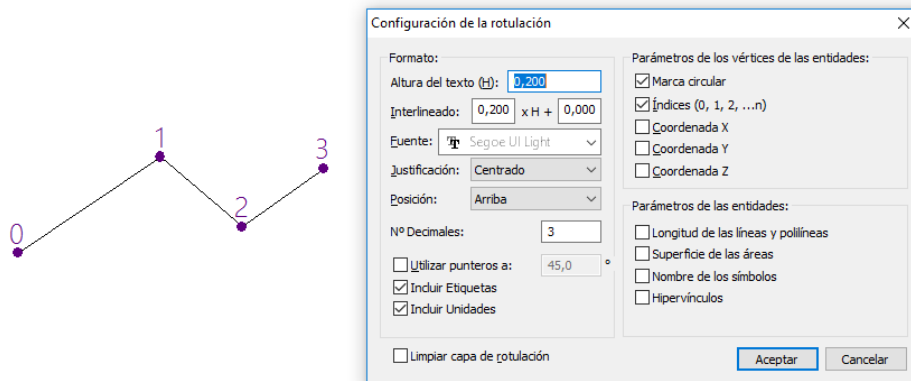 0
1
2
3
Configuración de la rotulación
Formato:
Altura del texto (H): 0,200
Interlineado: 0,200 x H + 0,000
Fuente: Segoe UI Light
Justificación: Centrado
Posición: Arriba
Nº Decimales: 3
Utilizar punteros a: 45,0 °
Incluir Etiquetas
Incluir Unidades
Limpiar capa de rotulación
Parámetros de los vértices de las entidades:
Marca circular
Índices (0, 1, 2, ...n)
Coordenada X
Coordenada Y
Coordenada Z
Parámetros de las entidades:
Longitud de las líneas y polilíneas
Superficie de las áreas
Nombre de los símbolos
Hipervínculos
Aceptar
Cancelar